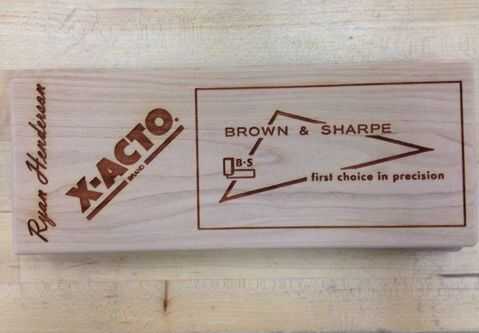 Ryan Henderson
X-ACTO.
BRAND
BROWN & SHARPE
B·S
first choice in precision